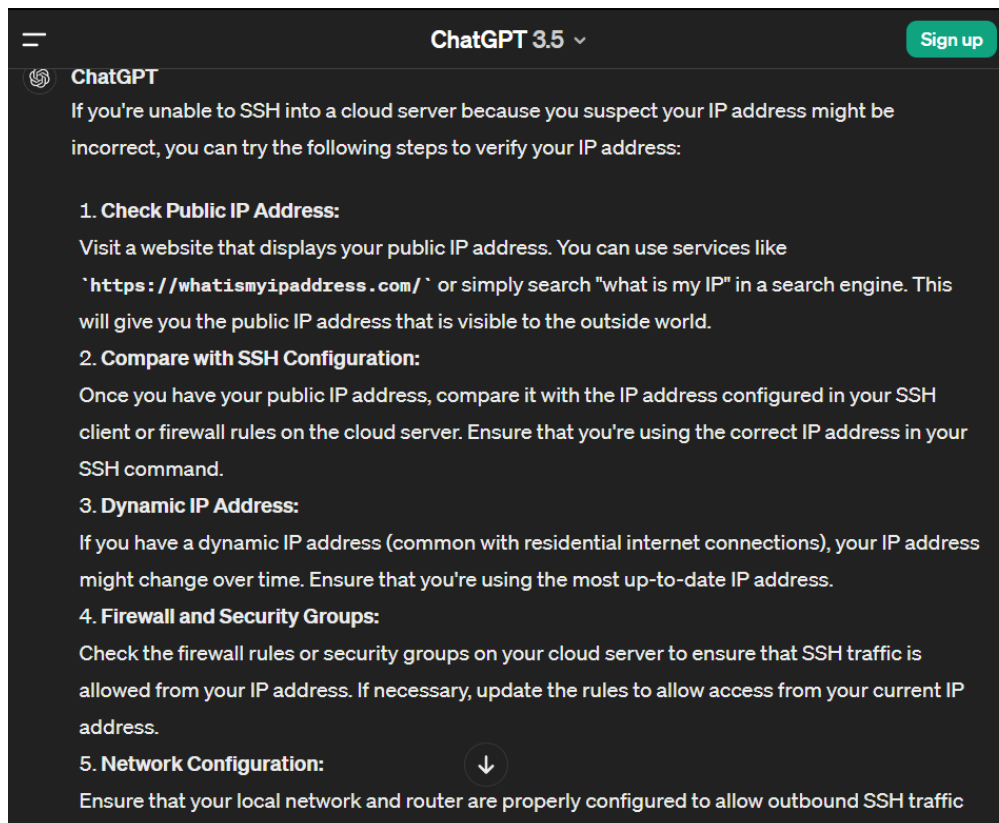 ChatGPT 3.5
Sign up
ChatGPT
If you're unable to SSH into a cloud server because you suspect your IP address might be
incorrect, you can try the following steps to verify your IP address:
1. Check Public IP Address:
Visit a website that displays your public IP address. You can use services like
`https://whatismyipaddress.com/` or simply search "what is my IP" in a search engine. This
will give you the public IP address that is visible to the outside world.
2. Compare with SSH Configuration:
Once you have your public IP address, compare it with the IP address configured in your SSH
client or firewall rules on the cloud server. Ensure that you're using the correct IP address in your
SSH command.
3. Dynamic IP Address:
If you have a dynamic IP address (common with residential internet connections), your IP address
might change over time. Ensure that you're using the most up-to-date IP address.
4. Firewall and Security Groups:
Check the firewall rules or security groups on your cloud server to ensure that SSH traffic is
allowed from your IP address. If necessary, update the rules to allow access from your current IP
address.
5. Network Configuration:
Ensure that your local network and router are properly configured to allow outbound SSH traffic